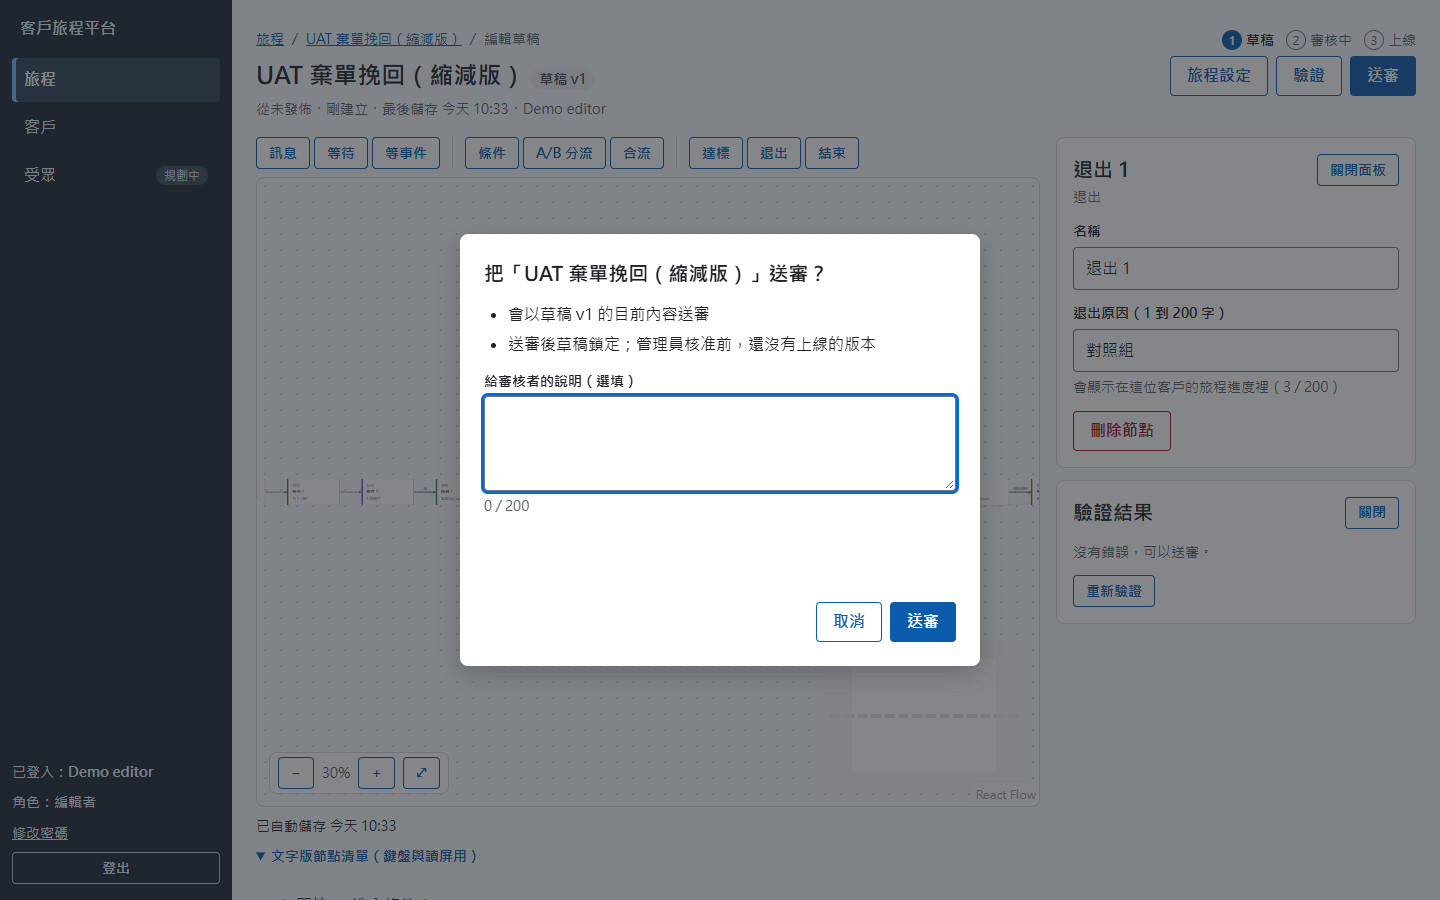 客戶旅程平台
旅程
客戶
受眾 規劃中
已登入：Demo editor
角色：編輯者
修改密碼
登出
旅程 / UAT 棄單挽回（縮減版） / 編輯草稿
1 草稿 2 審核中 3 上線
UAT 棄單挽回（縮減版） 草稿 v1
旅程設定 驗證 送審
從未發佈・剛建立・最後儲存 今天 10:33・Demo editor
訊息 等待 等事件 條件 A/B 分流 合流 達標 退出 結束
把「UAT 棄單挽回（縮減版）」送審？
會以草稿 v1 的目前內容送審
送審後草稿鎖定；管理員核准前，還沒有上線的版本
給審核者的說明（選填）
0 / 200
取消 送審
− 30% +
React Flow
已自動儲存 今天 10:33
▼ 文字版節點清單（鍵盤與讀屏用）
退出 1 關閉面板
退出
名稱
退出 1
退出原因（1 到 200 字）
對照組
會顯示在這位客戶的旅程進度裡（3 / 200）
刪除節點
驗證結果 關閉
沒有錯誤，可以送審。
重新驗證